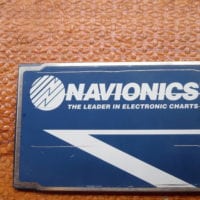 NAVIONICS
THE LEADER IN ELECTRONIC CHARTS